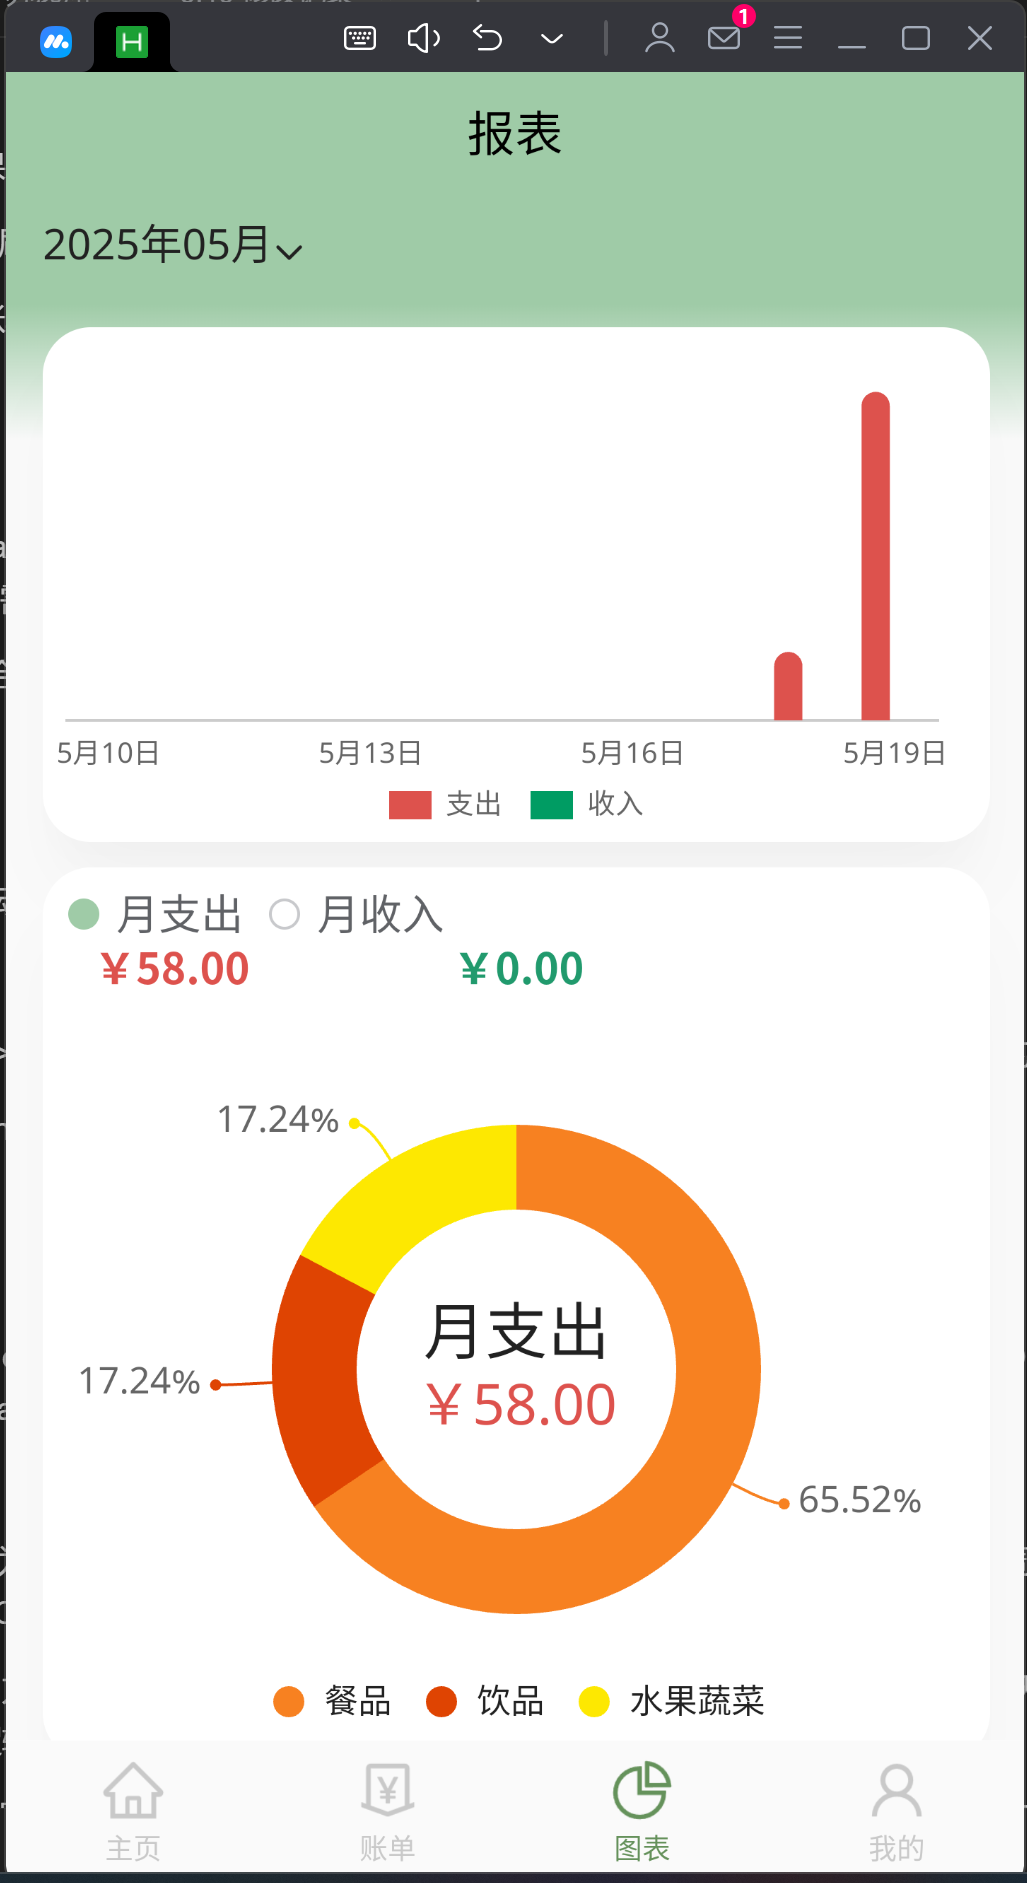 1
报表
2025年05月
5月10日 5月13日 5月16日 5月19日
支出 收入
月支出 月收入
￥58.00 ￥0.00
17.24%
月支出
￥58.00
17.24%
65.52%
餐品 饮品 水果蔬菜
主页 账单 图表 我的